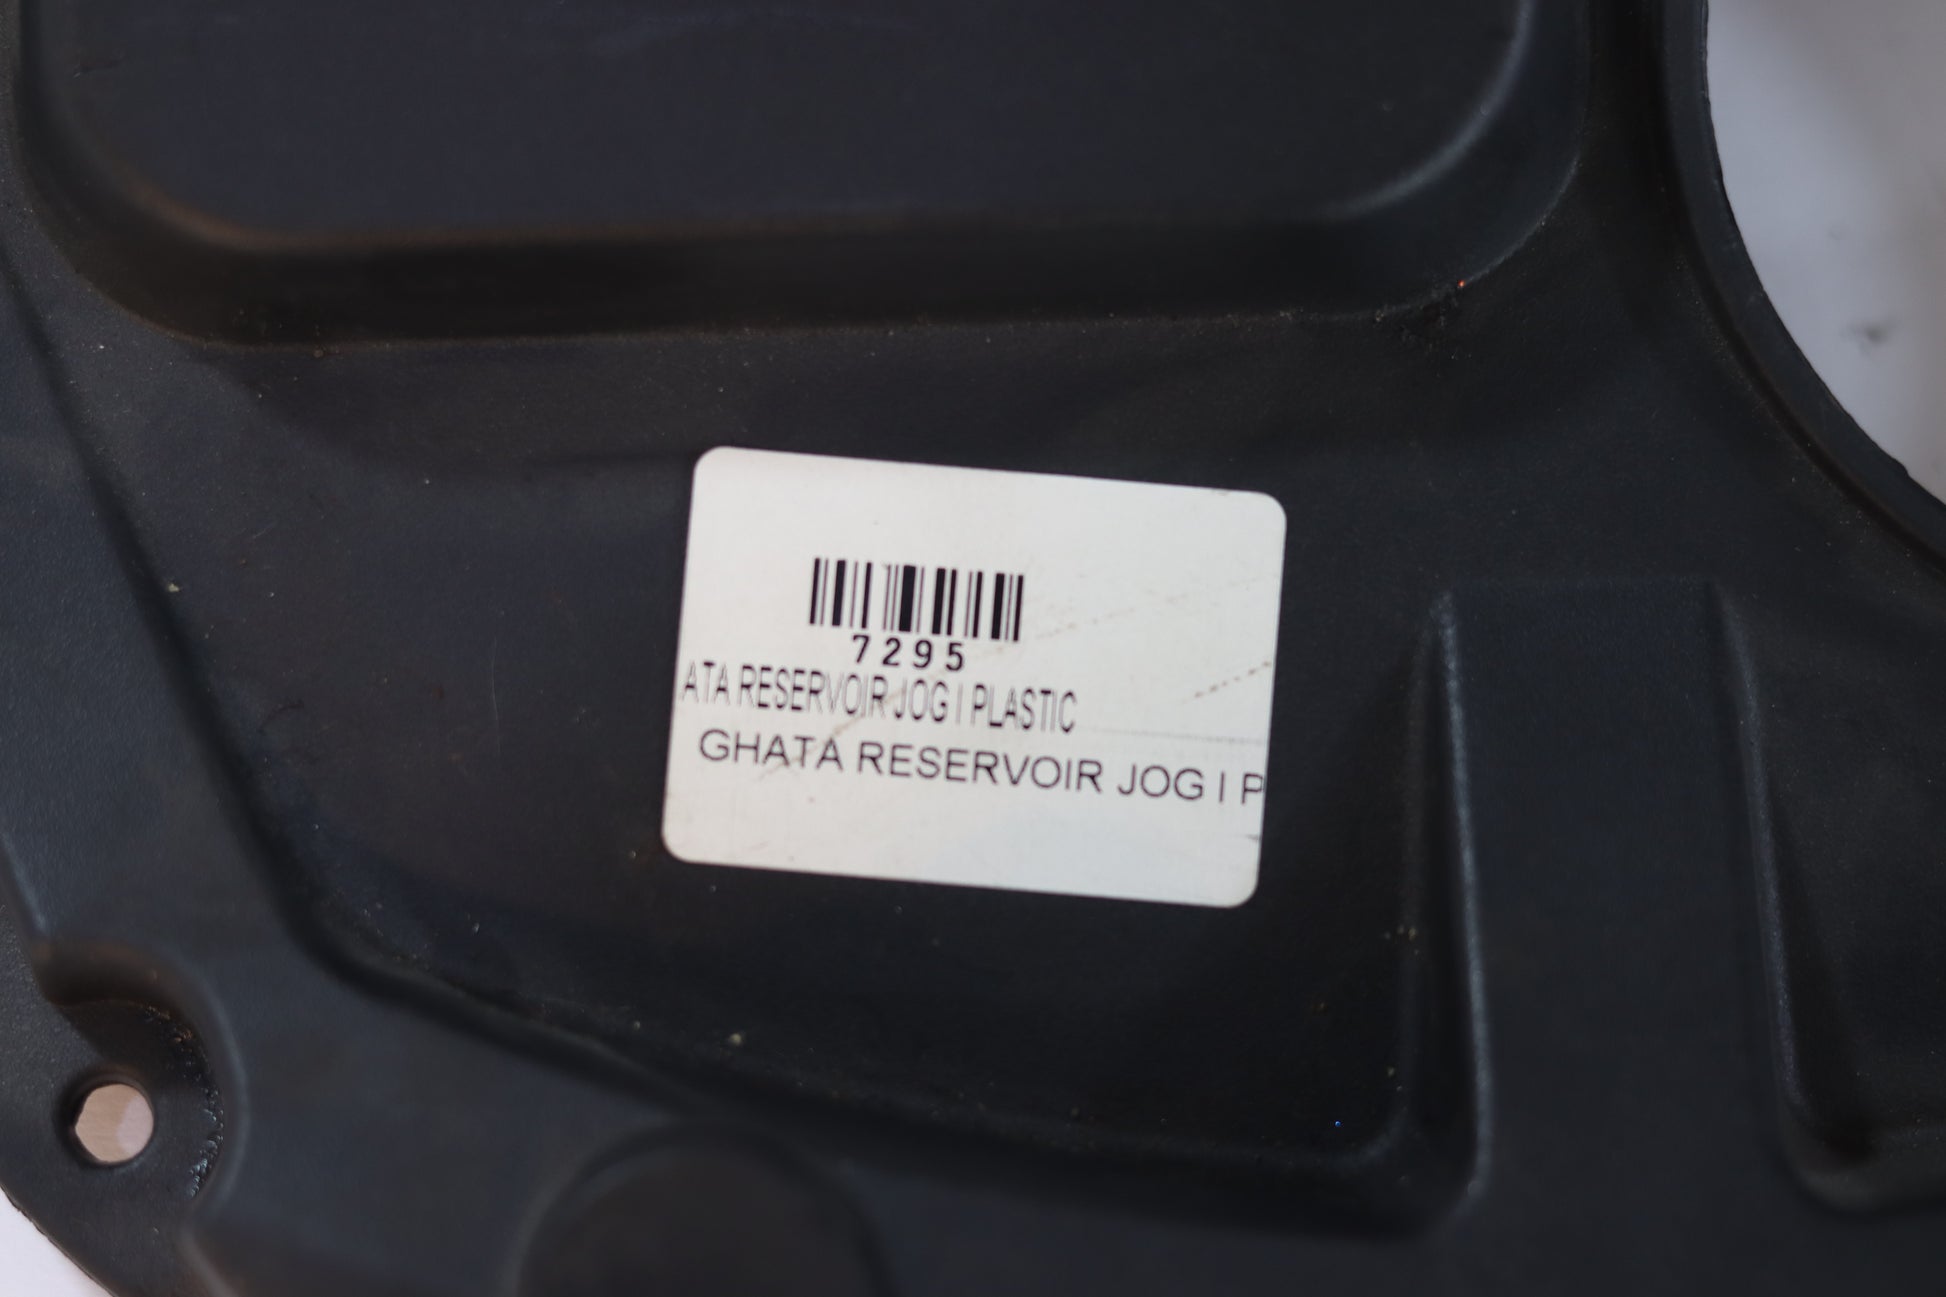 7295
ATA RESERVOIR JOG I PLASTIC
GHATA RESERVOIR JOG I P